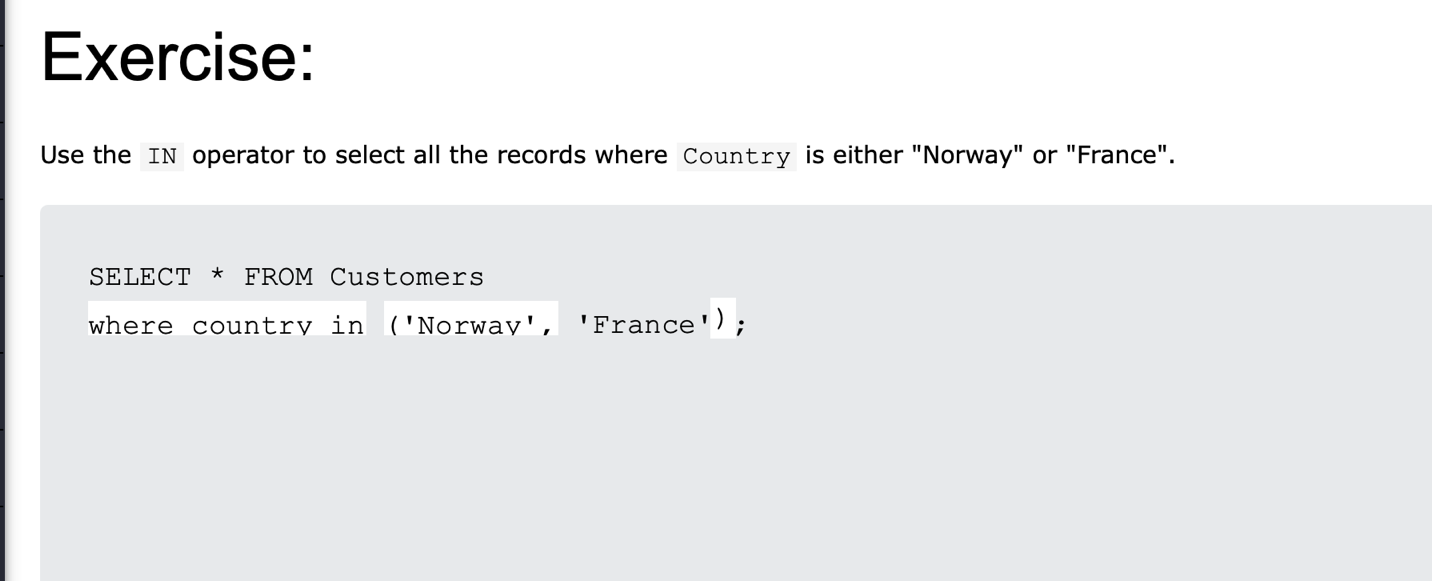 Exercise:
Use the IN operator to select all the records where Country is either "Norway" or "France".
SELECT * FROM Customers
where country in ('Norway', 'France');